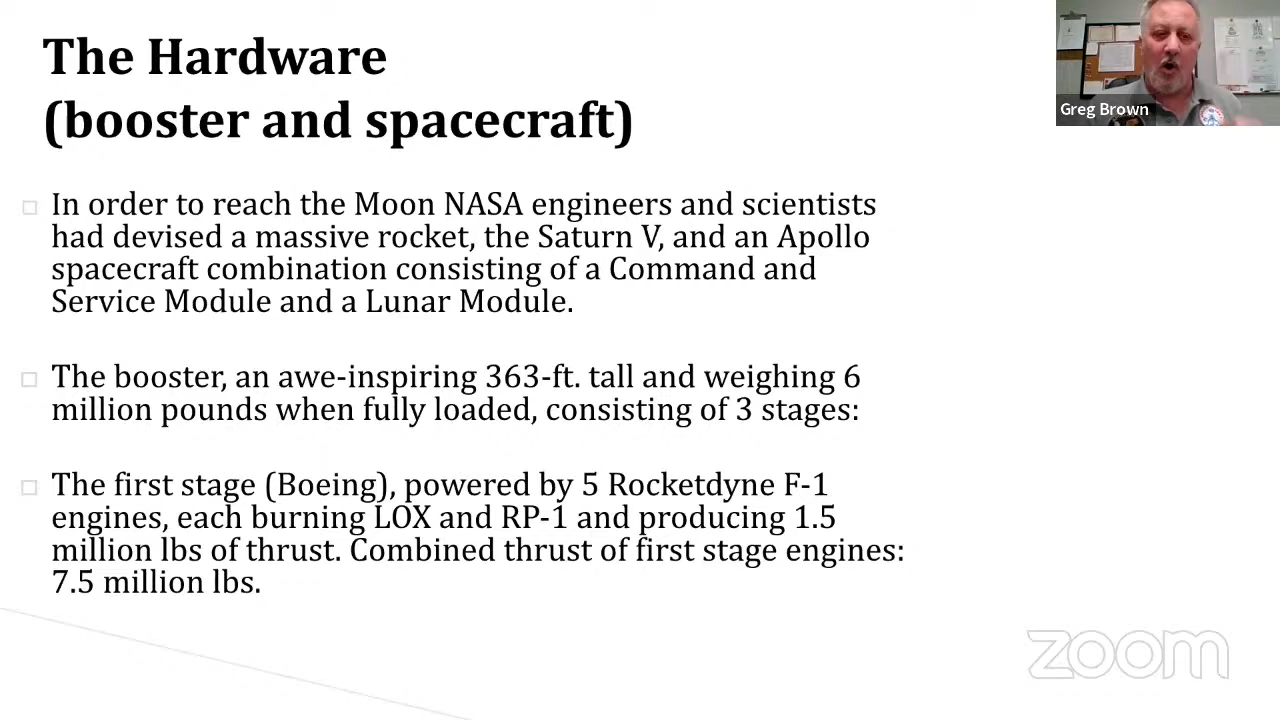 The Hardware
(booster and spacecraft)
Greg Brown
In order to reach the Moon NASA engineers and scientists
had devised a massive rocket, the Saturn V, and an Apollo
spacecraft combination consisting of a Command and
Service Module and a Lunar Module.
The booster, an awe-inspiring 363-ft. tall and weighing 6
million pounds when fully loaded, consisting of 3 stages:
The first stage (Boeing), powered by 5 Rocketdyne F-1
engines, each burning LOX and RP-1 and producing 1.5
million lbs of thrust. Combined thrust of first stage engines:
7.5 million lbs.
zoom